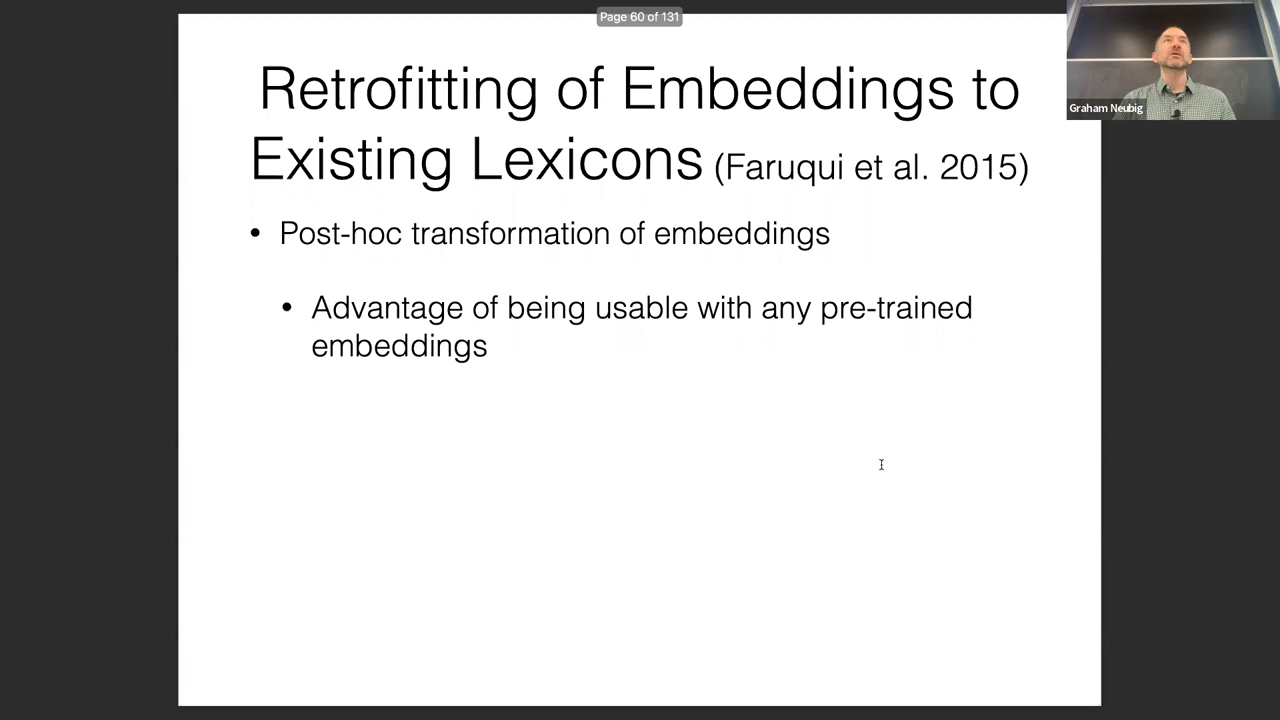 Page 60 of 131
Graham Neubig
Retrofitting of Embeddings to
Existing Lexicons (Faruqui et al. 2015)
• Post-hoc transformation of embeddings
• Advantage of being usable with any pre-trained
embeddings